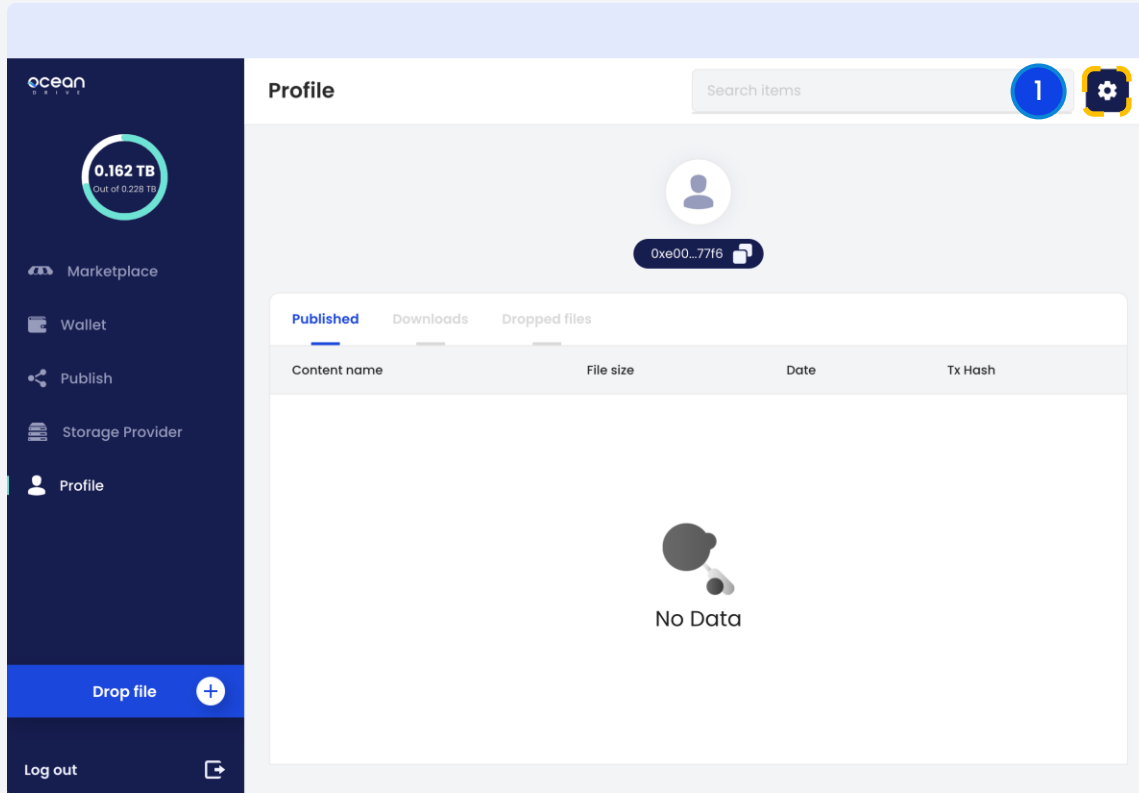 ocean
DRIVE
Profile
Search items
1
0.162 TB
Out of 0.228 TB
0xe00...77f6
Marketplace
Wallet
Publish
Storage Provider
Profile
Drop file
Log out
Published Downloads Dropped files
Content name File size Date Tx Hash
No Data